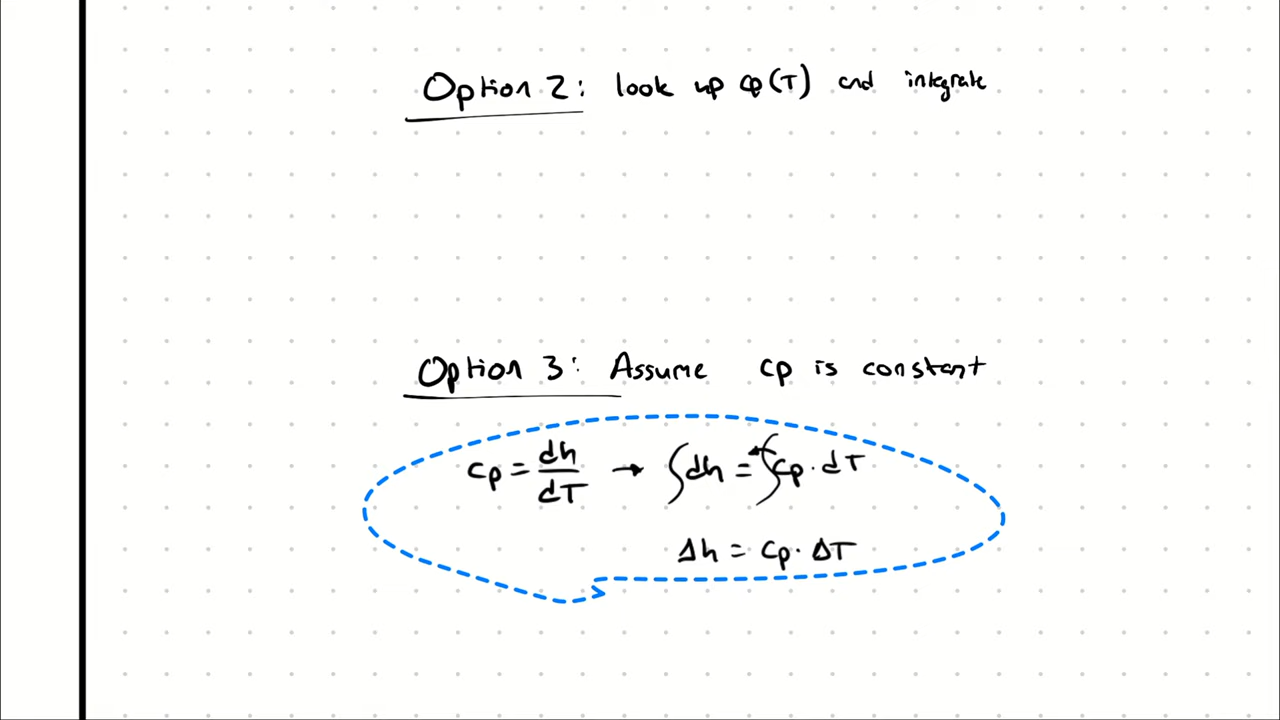 Option 2: look up cp(T) and integrate
Option 3: Assume cp is constant
cp = dh/dT → ∫dh = ∫cp · dT
Δh = cp · ΔT